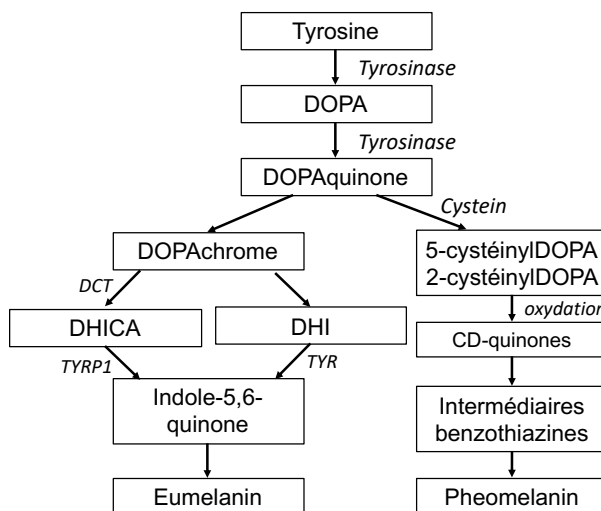 Tyrosine
Tyrosinase
DOPA
Tyrosinase
DOPAquinone
Cystein
DOPAchrome
5-cystéinylDOPA
2-cystéinylDOPA
DCT
oxydation
DHICA
DHI
CD-quinones
TYRP1
TYR
Indole-5,6-
quinone
Intermédiaires
benzothiazines
Eumelanin
Pheomelanin